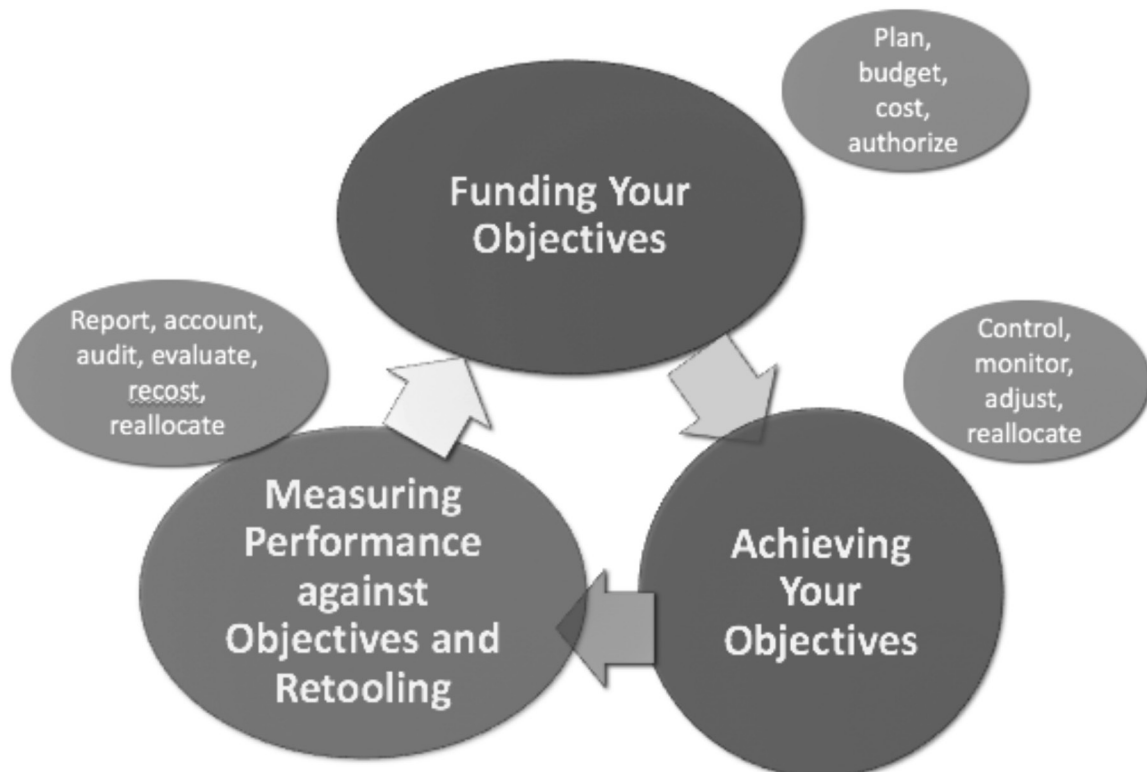 Plan,
budget,
cost,
authorize
Funding Your
Objectives
Report, account,
audit, evaluate,
recost,
reallocate
Control,
monitor,
adjust,
reallocate
Measuring
Performance
against
Objectives and
Retooling
Achieving
Your
Objectives